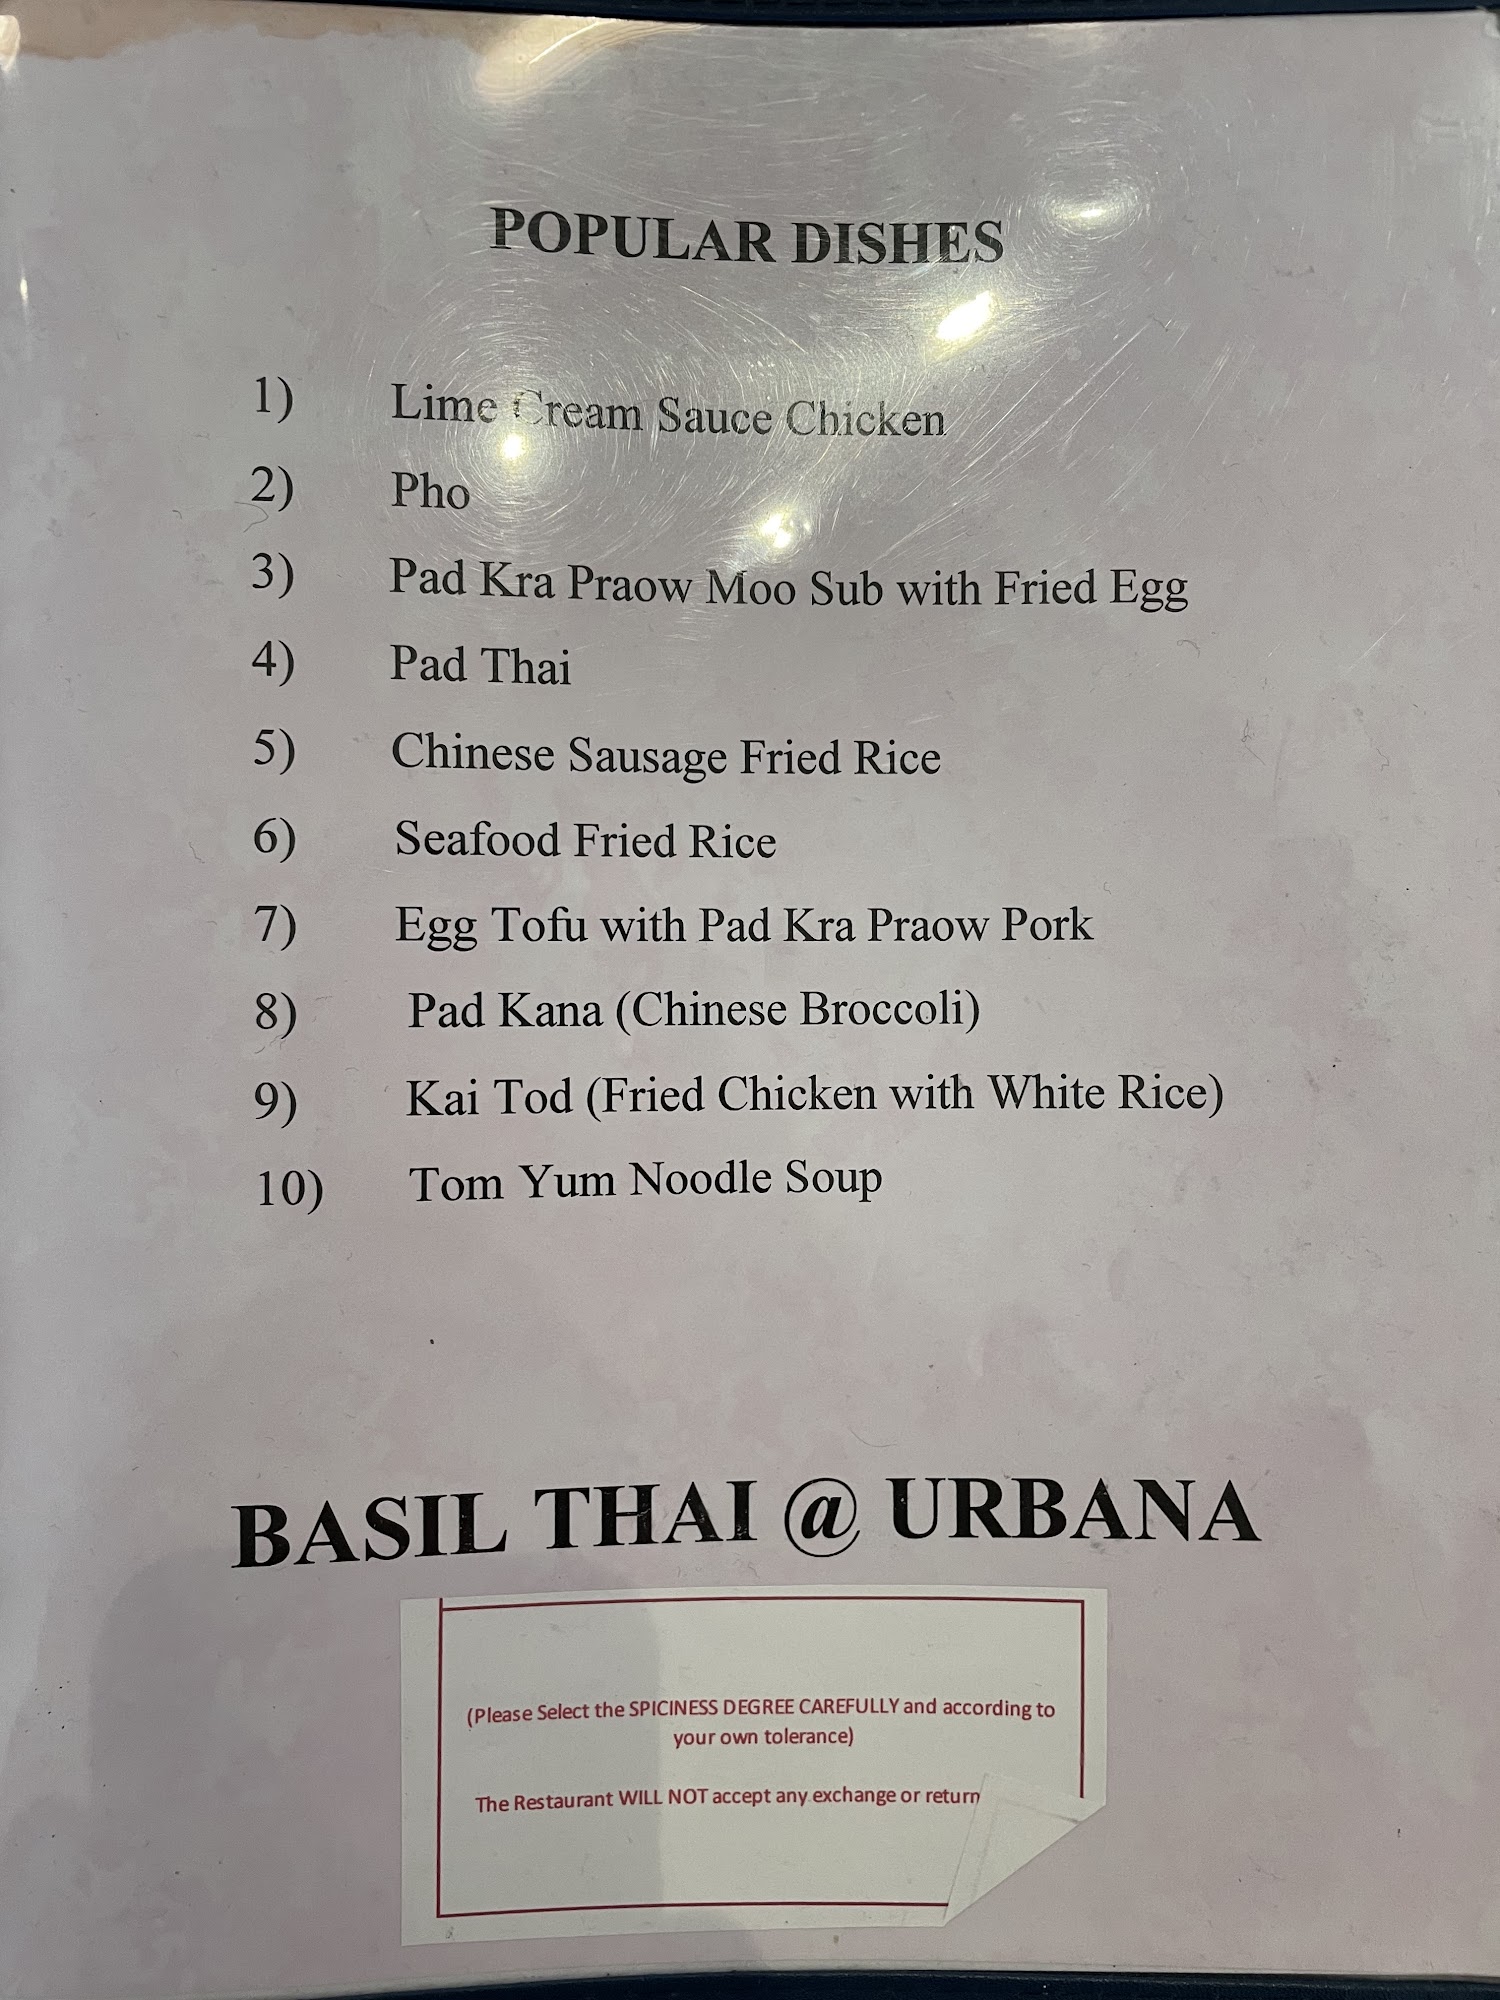 POPULAR DISHES
1) Lime Cream Sauce Chicken
2) Pho
3) Pad Kra Praow Moo Sub with Fried Egg
4) Pad Thai
5) Chinese Sausage Fried Rice
6) Seafood Fried Rice
7) Egg Tofu with Pad Kra Praow Pork
8) Pad Kana (Chinese Broccoli)
9) Kai Tod (Fried Chicken with White Rice)
10) Tom Yum Noodle Soup
BASIL THAI @ URBANA
(Please Select the SPICINESS DEGREE CAREFULLY and according to
your own tolerance)
The Restaurant WILL NOT accept any exchange or return